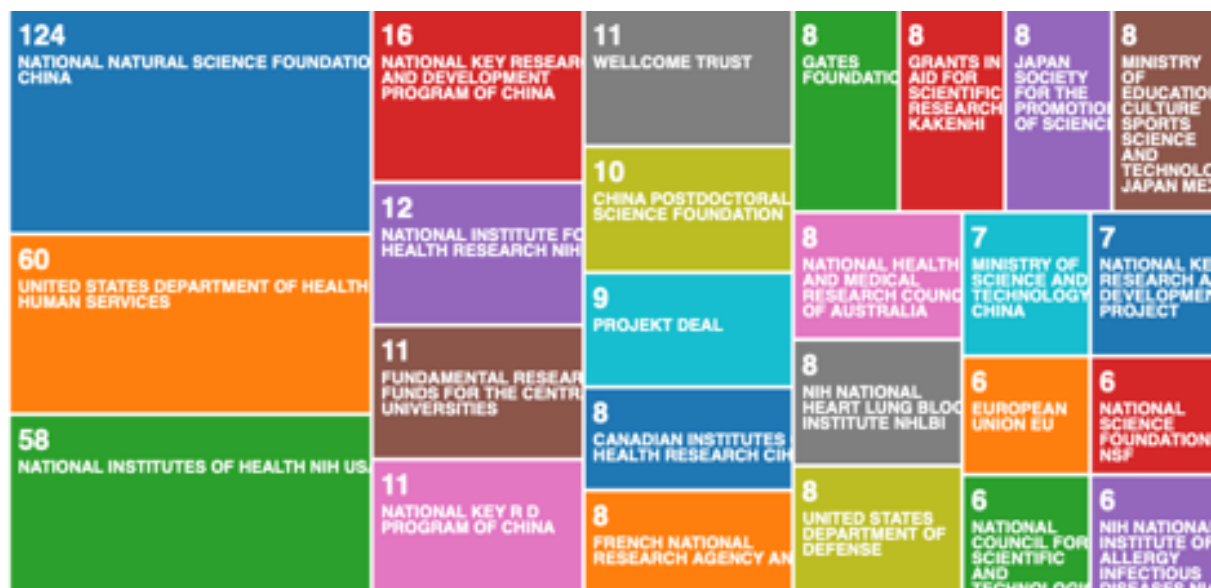 124
NATIONAL NATURAL SCIENCE FOUNDATIO
CHINA
60
UNITED STATES DEPARTMENT OF HEALTH
HUMAN SERVICES
58
NATIONAL INSTITUTES OF HEALTH NIH US
16
NATIONAL KEY RESEAR
AND DEVELOPMENT
PROGRAM OF CHINA
12
NATIONAL INSTITUTE FO
HEALTH RESEARCH NIH
11
FUNDAMENTAL RESEAR
FUNDS FOR THE CENTR
UNIVERSITIES
11
NATIONAL KEY R D
PROGRAM OF CHINA
11
WELLCOME TRUST
10
CHINA POSTDOCTORAL
SCIENCE FOUNDATION
9
PROJEKT DEAL
8
CANADIAN INSTITUTES
HEALTH RESEARCH CIH
8
FRENCH NATIONAL
RESEARCH AGENCY AN
8
GATES
FOUNDATIO
8
GRANTS IN
AID FOR
SCIENTIFIC
RESEARCH
KAKENHI
8
JAPAN
SOCIETY
FOR THE
PROMOTIO
OF SCIENC
8
MINISTRY
OF
EDUCATIO
CULTURE
SPORTS
SCIENCE
AND
TECHNOLO
JAPAN MEX
8
NATIONAL HEALTH
AND MEDICAL
RESEARCH COUNC
OF AUSTRALIA
7
MINISTRY OF
SCIENCE AND
TECHNOLOGY
CHINA
7
NATIONAL KE
RESEARCH A
DEVELOPMEN
PROJECT
8
NIH NATIONAL
HEART LUNG BLOO
INSTITUTE NHLBI
6
EUROPEAN
UNION EU
6
NATIONAL
SCIENCE
FOUNDATION
NSF
8
UNITED STATES
DEPARTMENT OF
DEFENSE
6
NATIONAL
COUNCIL FOR
SCIENTIFIC
AND
TECHNOLOGI
6
NIH NATIONA
INSTITUTE OF
ALLERGY
INFECTIOUS
DISEASES NI